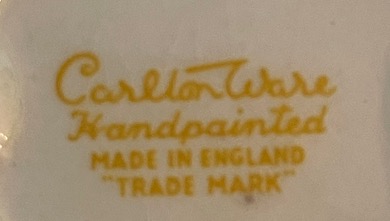 Carlton Ware
Handpainted
MADE IN ENGLAND
"TRADE MARK"